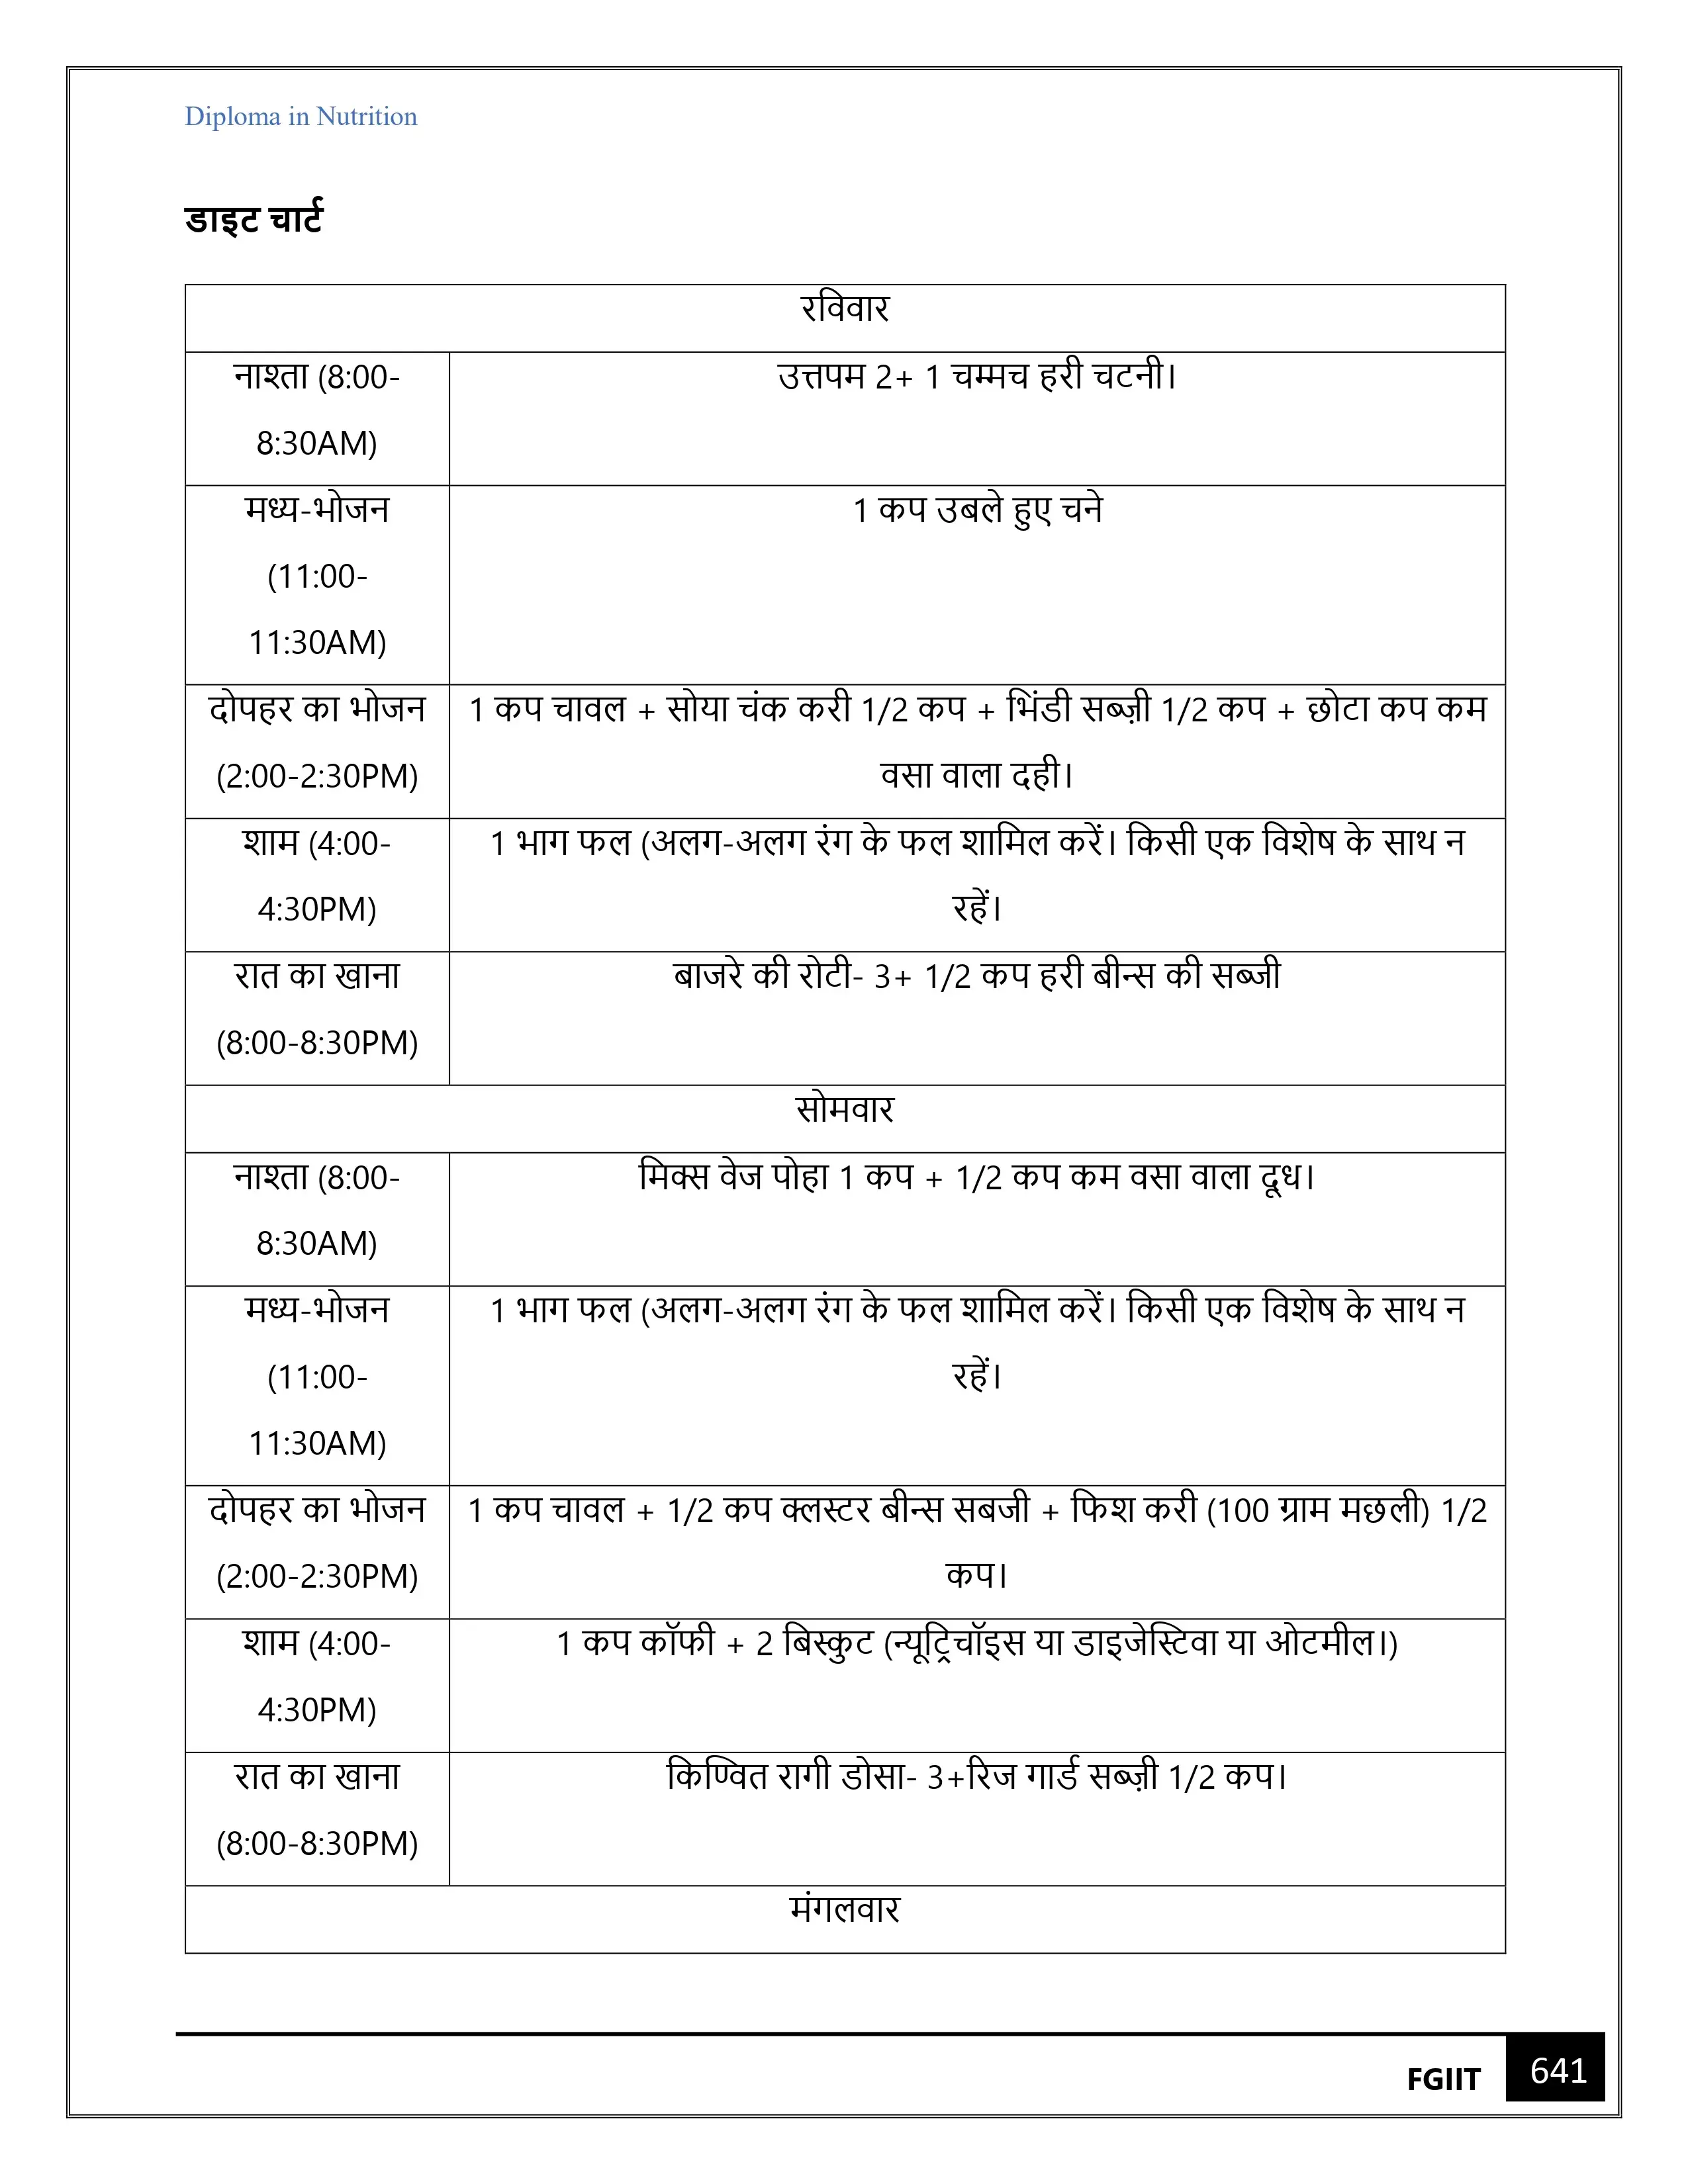 Diploma in Nutrition
डाइट चार्ट
रविवार
नाश्ता (8:00-
8:30AM)
उत्तपम 2+ 1 चम्मच हरी चटनी।
मध्य-भोजन
(11:00-
11:30AM)
1 कप उबले हुए चने
दोपहर का भोजन
(2:00-2:30PM)
1 कप चावल + सोया चंक करी 1/2 कप + भिंडी सब्ज़ी 1/2 कप + छोटा कप कम
वसा वाला दही।
शाम (4:00-
4:30PM)
1 भाग फल (अलग-अलग रंग के फल शामिल करें। किसी एक विशेष के साथ न
रहें।
रात का खाना
(8:00-8:30PM)
बाजरे की रोटी- 3+ 1/2 कप हरी बीन्स की सब्जी
सोमवार
नाश्ता (8:00-
8:30AM)
मिक्स वेज पोहा 1 कप + 1/2 कप कम वसा वाला दूध।
मध्य-भोजन
(11:00-
11:30AM)
1 भाग फल (अलग-अलग रंग के फल शामिल करें। किसी एक विशेष के साथ न
रहें।
दोपहर का भोजन
(2:00-2:30PM)
1 कप चावल + 1/2 कप क्लस्टर बीन्स सबजी + फिश करी (100 ग्राम मछली) 1/2
कप।
शाम (4:00-
4:30PM)
1 कप कॉफी + 2 बिस्कुट (न्यूट्रिचॉइस या डाइजेस्टिवा या ओटमील।)
रात का खाना
(8:00-8:30PM)
किण्वित रागी डोसा- 3+रिज गार्ड सब्ज़ी 1/2 कप।
मंगलवार
FGIIT
641